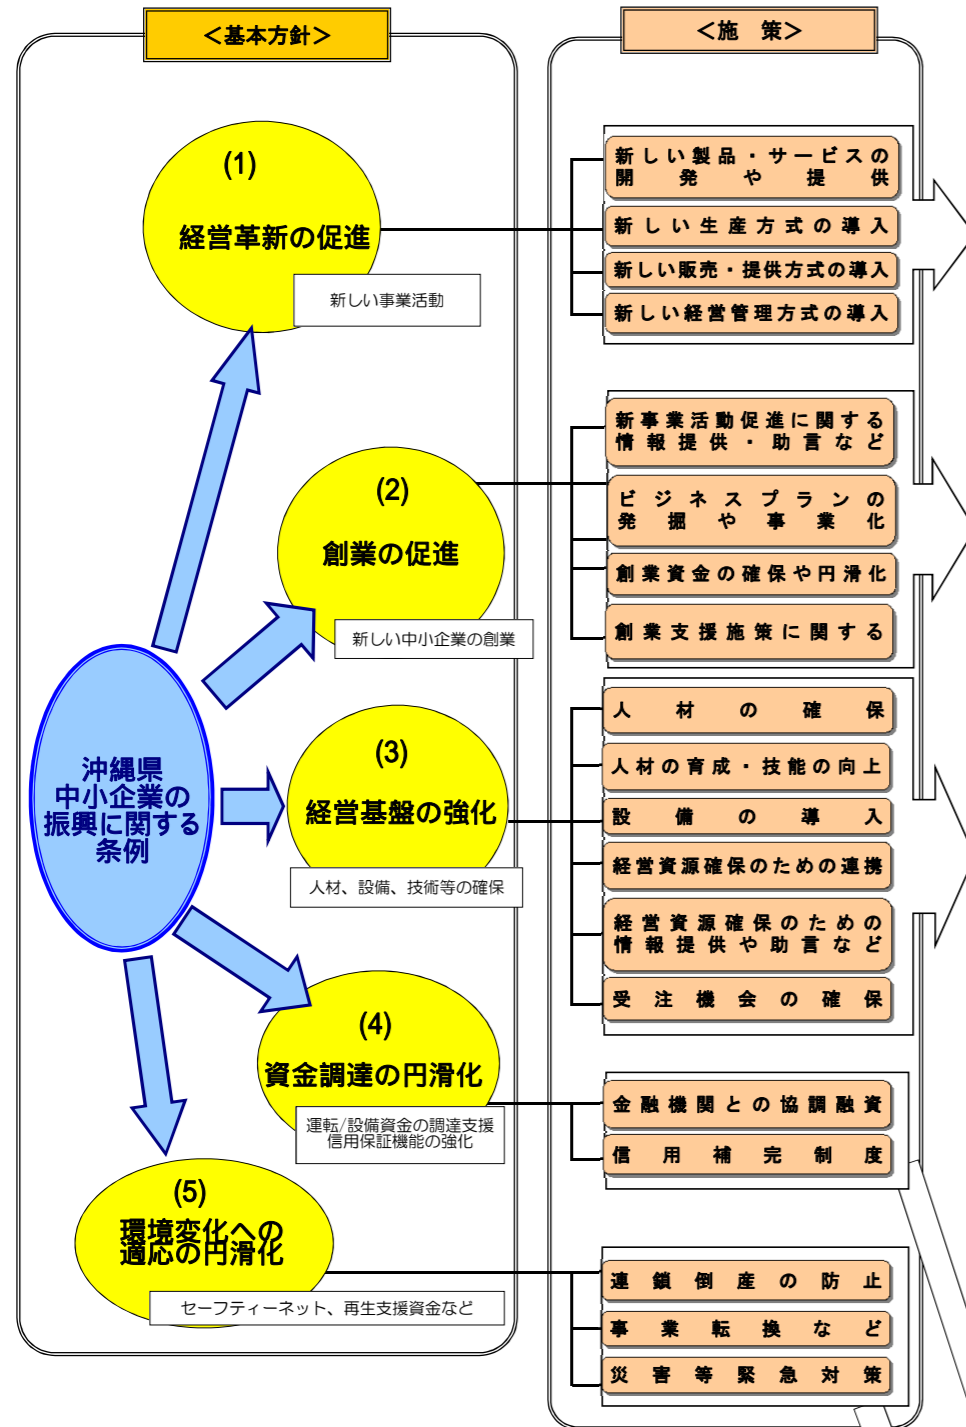 ＜基本方針＞
＜施　策＞
(1)
経営革新の促進
新しい事業活動
新しい製品・サービスの
開発や提供
新しい生産方式の導入
新しい販売・提供方式の導入
新しい経営管理方式の導入
(2)
創業の促進
新しい中小企業の創業
新事業活動促進に関する
情報提供・助言など
ビジネスプランの
発掘や事業化
創業資金の確保や円滑化
創業支援施策に関する
沖縄県
中小企業の
振興に関する
条例
(3)
経営基盤の強化
人材、設備、技術等の確保
人材の確保
人材の育成・技能の向上
設備の導入
経営資源確保のための連携
経営資源確保のための
情報提供や助言など
受注機会の確保
(4)
資金調達の円滑化
運転/設備資金の調達支援
信用保証機能の強化
金融機関との協調融資
信用補完制度
(5)
環境変化への
適応の円滑化
セーフティーネット、再生支援資金など
連鎖倒産の防止
事業転換など
災害等緊急対策